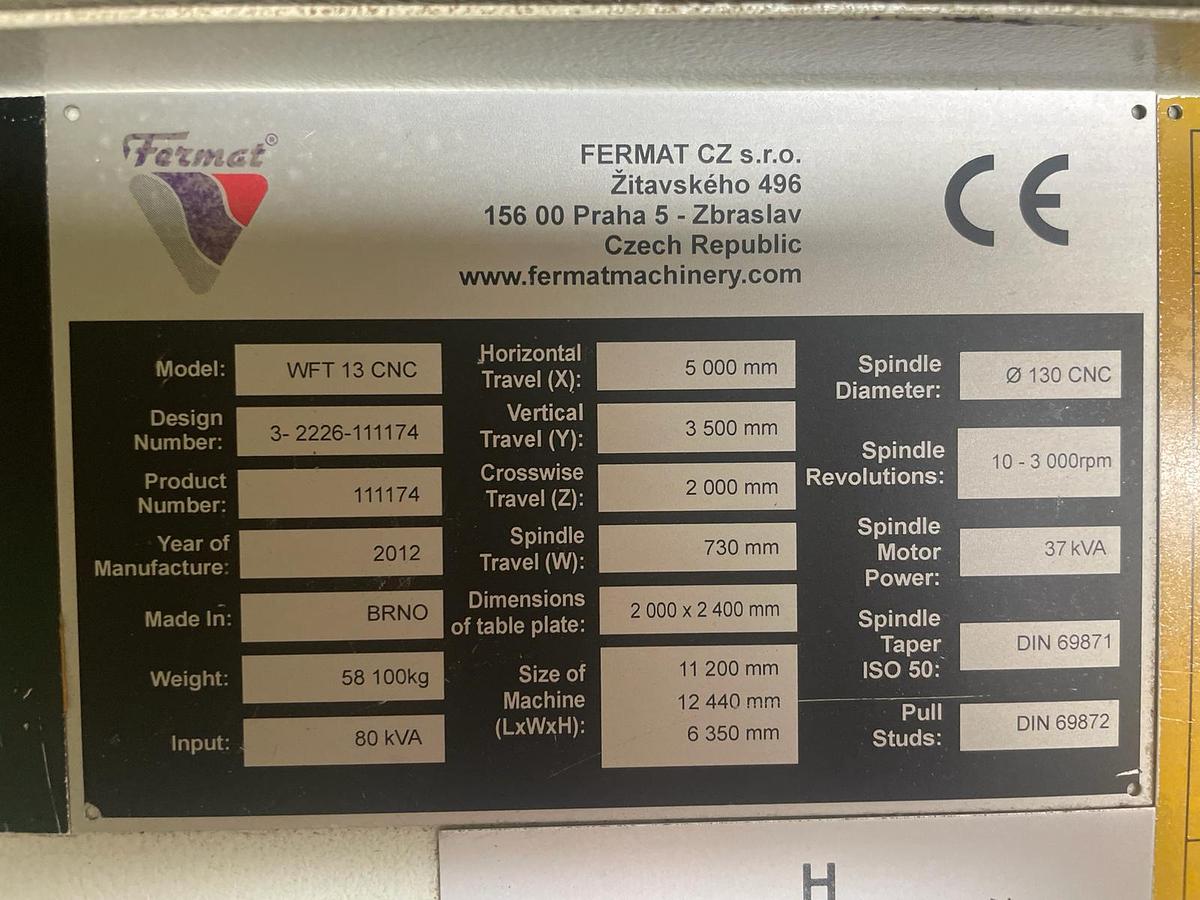 Fermat®
FERMAT CZ s.r.o.
Žitavského 496
156 00 Praha 5 - Zbraslav
Czech Republic
www.fermatmachinery.com
CE
Model: WFT 13 CNC
Design
Number: 3- 2226-111174
Product
Number: 111174
Year of
Manufacture: 2012
Made In: BRNO
Weight: 58 100kg
Input: 80 kVA
Horizontal
Travel (X): 5 000 mm
Vertical
Travel (Y): 3 500 mm
Crosswise
Travel (Z): 2 000 mm
Spindle
Travel (W): 730 mm
Dimensions
of table plate: 2 000 x 2 400 mm
Size of
Machine
(LxWxH):
11 200 mm
12 440 mm
6 350 mm
Spindle
Diameter: Ø 130 CNC
Spindle
Revolutions: 10 - 3 000rpm
Spindle
Motor
Power: 37 kVA
Spindle
Taper
ISO 50: DIN 69871
Pull
Studs: DIN 69872
H